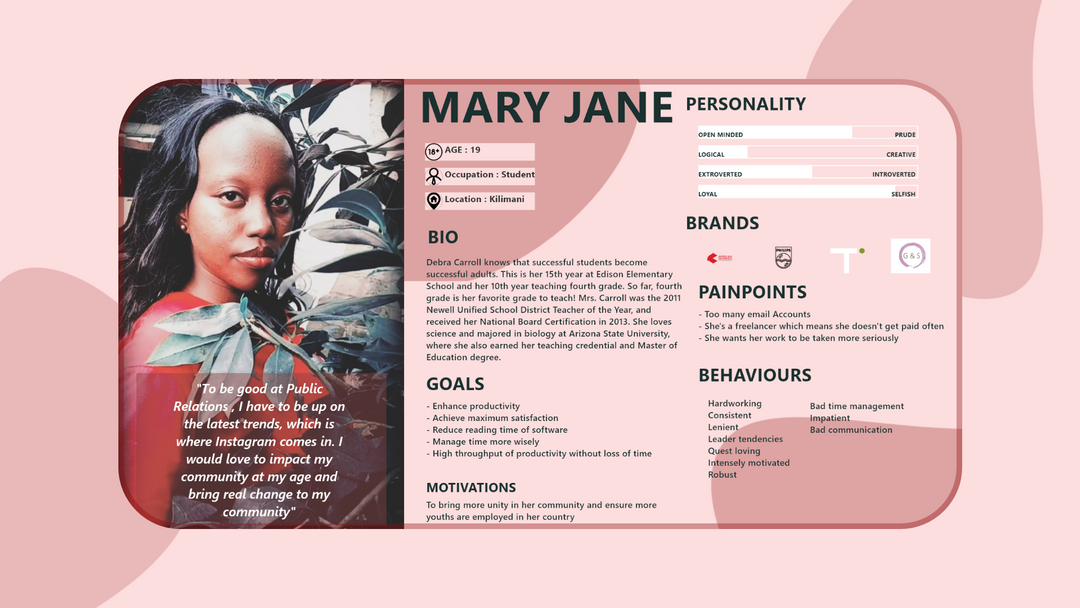 MARY JANE
18+ AGE : 19
Occupation : Student
Location : Kilimani
BIO
Debra Carroll knows that successful students become
successful adults. This is her 15th year at Edison Elementary
School and her 10th year teaching fourth grade. So far, fourth
grade is her favorite grade to teach! Mrs. Carroll was the 2011
Newell Unified School District Teacher of the Year, and
received her National Board Certification in 2013. She loves
science and majored in biology at Arizona State University,
where she also earned her teaching credential and Master of
Education degree.
GOALS
- Enhance productivity
- Achieve maximum satisfaction
- Reduce reading time of software
- Manage time more wisely
- High throughput of productivity without loss of time
MOTIVATIONS
To bring more unity in her community and ensure more
youths are employed in her country
"To be good at Public
Relations , I have to be up on
the latest trends, which is
where Instagram comes in. I
would love to impact my
community at my age and
bring real change to my
community"
PERSONALITY
OPEN MINDED PRUDE
LOGICAL CREATIVE
EXTROVERTED INTROVERTED
LOYAL SELFISH
BRANDS
PHILIPS
T
G & S
PAINPOINTS
- Too many email Accounts
- She's a freelancer which means she doesn't get paid often
- She wants her work to be taken more seriously
BEHAVIOURS
Hardworking
Consistent
Lenient
Leader tendencies
Quest loving
Intensely motivated
Robust
Bad time management
Impatient
Bad communication